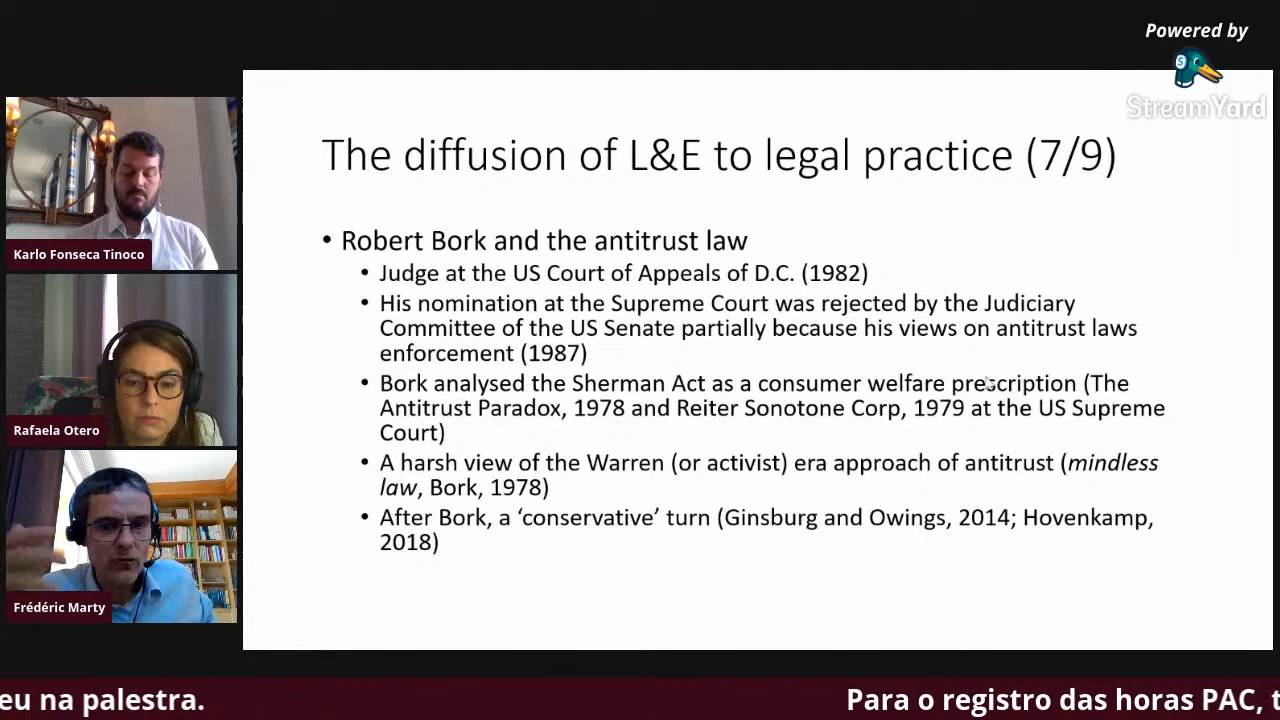 Powered by
StreamYard
The diffusion of L&E to legal practice (7/9)
• Robert Bork and the antitrust law
• Judge at the US Court of Appeals of D.C. (1982)
• His nomination at the Supreme Court was rejected by the Judiciary
Committee of the US Senate partially because his views on antitrust laws
enforcement (1987)
• Bork analysed the Sherman Act as a consumer welfare prescription (The
Antitrust Paradox, 1978 and Reiter Sonotone Corp, 1979 at the US Supreme
Court)
• A harsh view of the Warren (or activist) era approach of antitrust (mindless
law, Bork, 1978)
• After Bork, a ‘conservative’ turn (Ginsburg and Owings, 2014; Hovenkamp,
2018)
Karlo Fonseca Tinoco
Rafaela Otero
Frédéric Marty
eu na palestra.
Para o registro das horas PAC, t